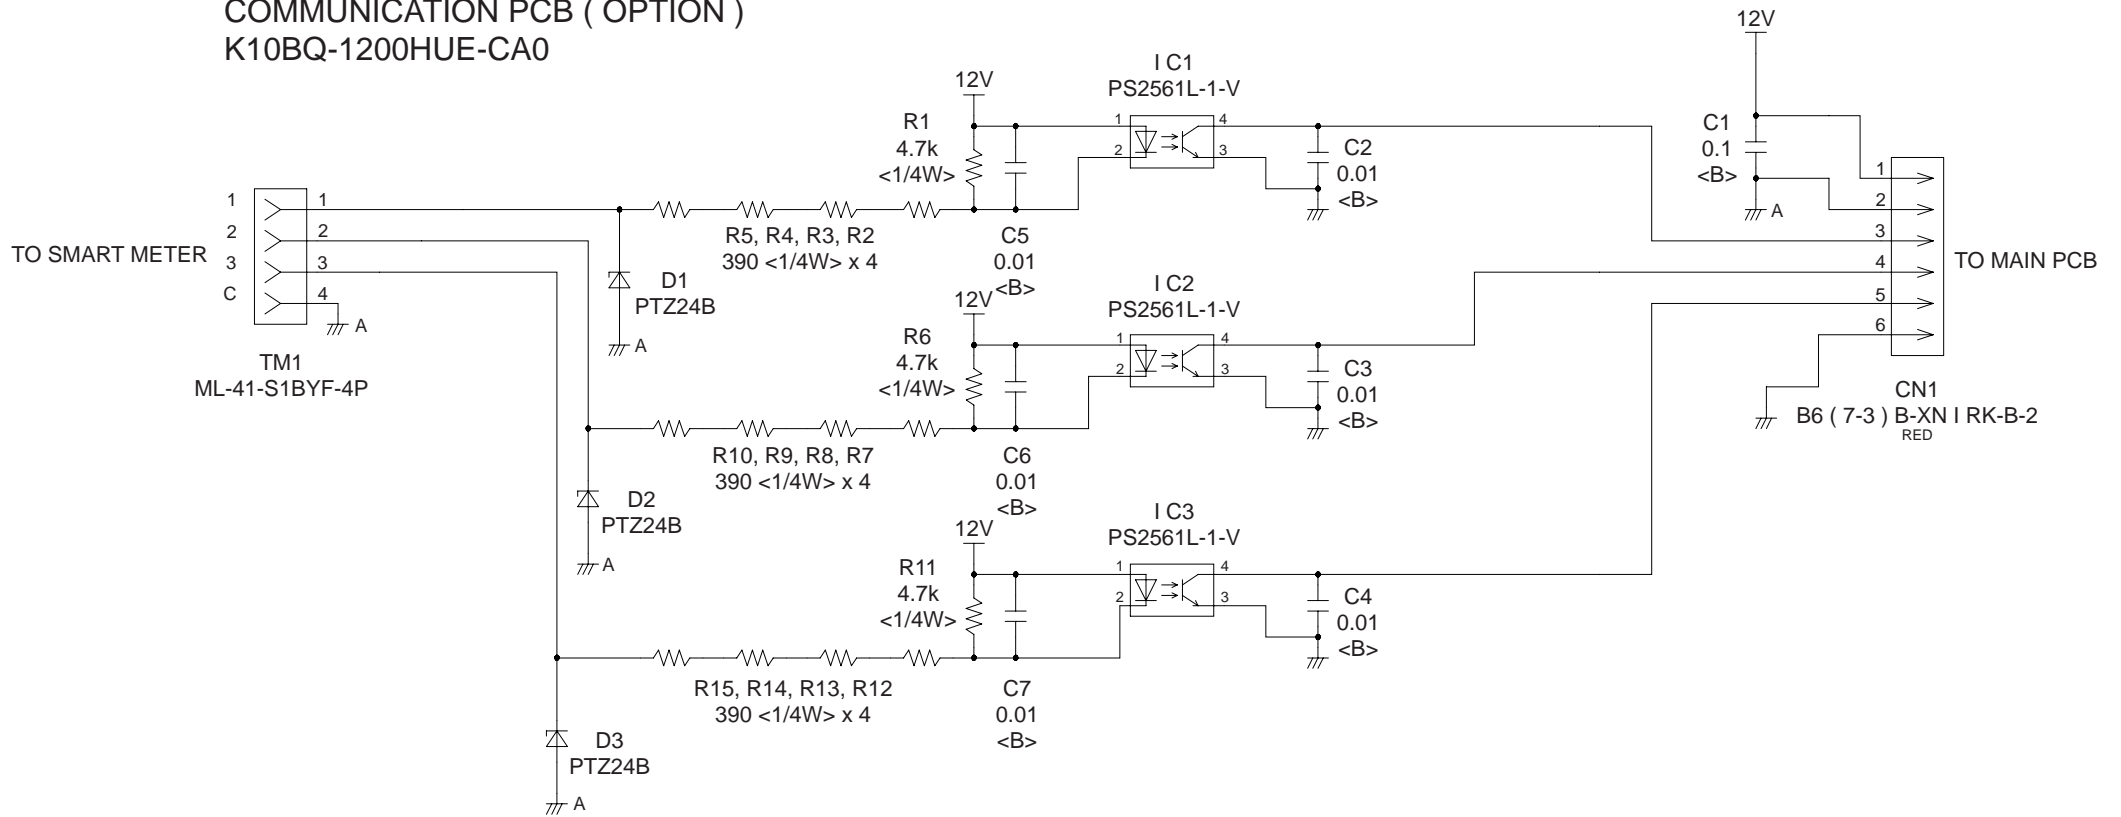 COMMUNICATION PCB ( OPTION )
K10BQ-1200HUE-CA0
TO SMART METER
1
2
3
C
1
2
3
4
A
TM1
ML-41-S1BYF-4P
D1
PTZ24B
A
D2
PTZ24B
A
D3
PTZ24B
A
R5, R4, R3, R2
390 <1/4W> x 4
R10, R9, R8, R7
390 <1/4W> x 4
R15, R14, R13, R12
390 <1/4W> x 4
12V
R1
4.7k
<1/4W>
C5
0.01
<B>
I C1
PS2561L-1-V
1
2
4
3
C2
0.01
<B>
12V
R6
4.7k
<1/4W>
C6
0.01
<B>
I C2
PS2561L-1-V
1
2
4
3
C3
0.01
<B>
12V
R11
4.7k
<1/4W>
C7
0.01
<B>
I C3
PS2561L-1-V
1
2
4
3
C4
0.01
<B>
12V
C1
0.1
<B>
A
1
2
3
4
5
6
TO MAIN PCB
CN1
B6 ( 7-3 ) B-XN I RK-B-2
RED